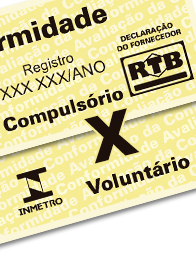 rmidade
Registro
XXX XXX/ANO
DECLARAÇÃO
DO FORNECEDOR
RTB
Compulsório
X
INMETRO
Voluntário